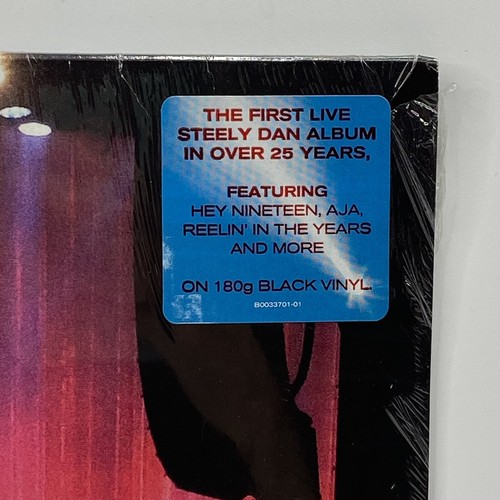 THE FIRST LIVE
STEELY DAN ALBUM
IN OVER 25 YEARS,
FEATURING
HEY NINETEEN, AJA,
REELIN' IN THE YEARS
AND MORE
ON 180g BLACK VINYL.
B0033701-01